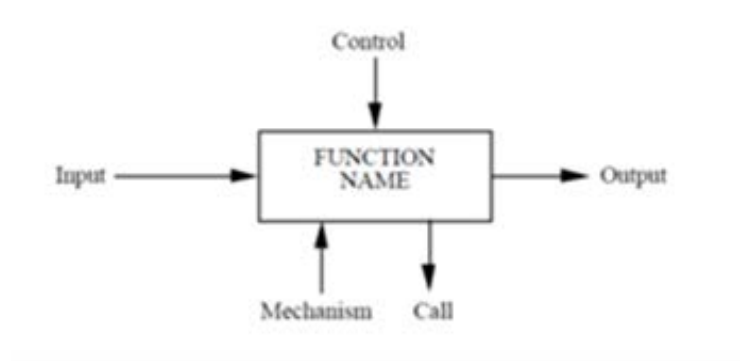 Control
FUNCTION
NAME
Input
Output
Mechanism
Call